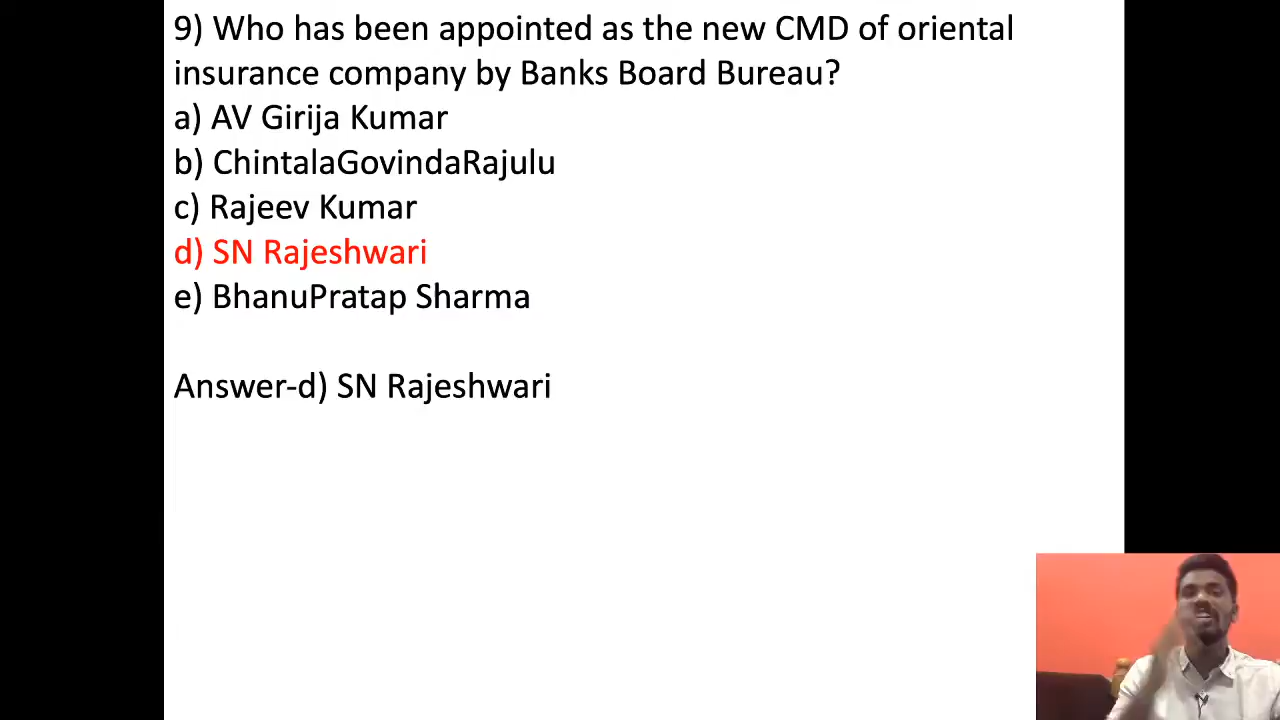 9) Who has been appointed as the new CMD of oriental
insurance company by Banks Board Bureau?
a) AV Girija Kumar
b) ChintalaGovindaRajulu
c) Rajeev Kumar
d) SN Rajeshwari
e) BhanuPratap Sharma
Answer-d) SN Rajeshwari